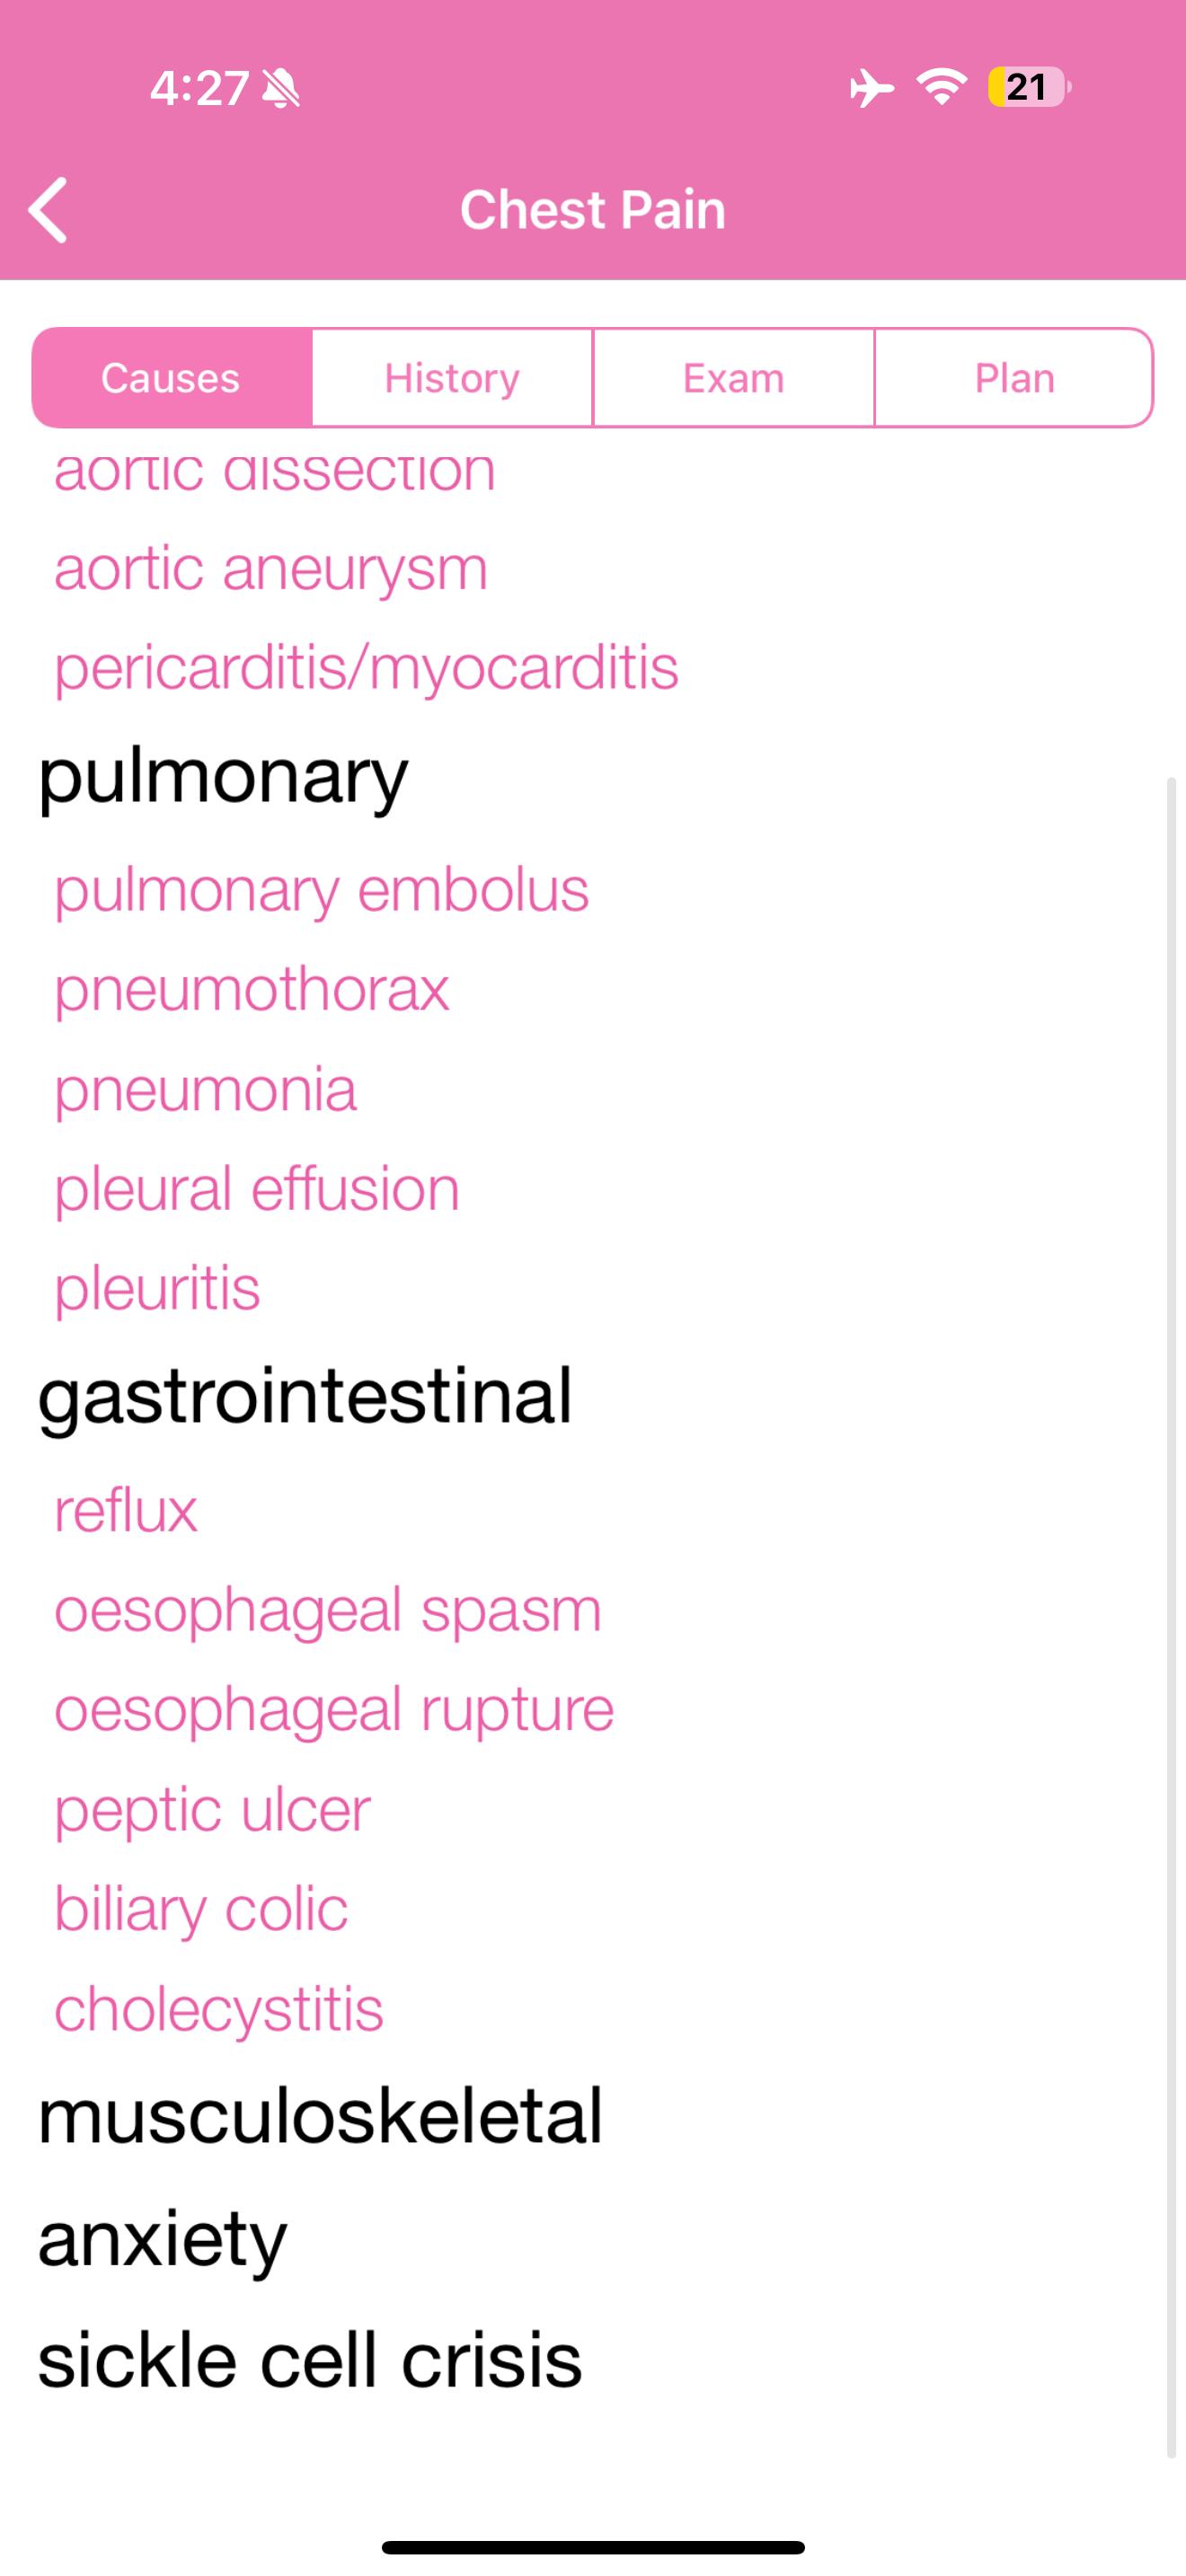 4:27
21
Chest Pain
Causes History Exam Plan
aortic dissection
aortic aneurysm
pericarditis/myocarditis
pulmonary
pulmonary embolus
pneumothorax
pneumonia
pleural effusion
pleuritis
gastrointestinal
reflux
oesophageal spasm
oesophageal rupture
peptic ulcer
biliary colic
cholecystitis
musculoskeletal
anxiety
sickle cell crisis